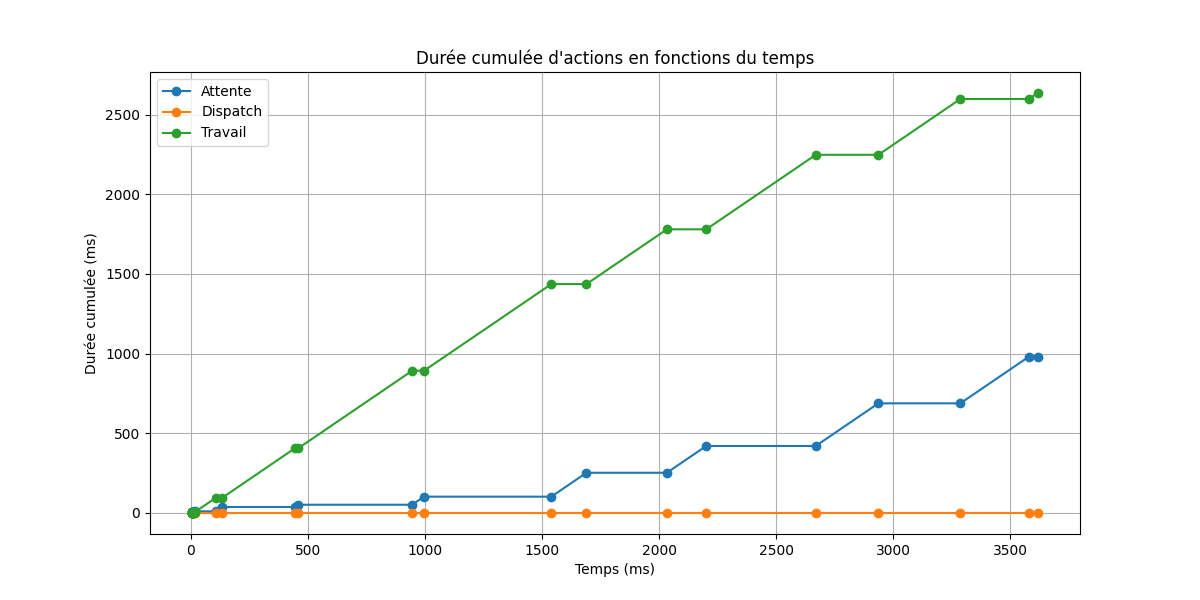 Durée cumulée d'actions en fonctions du temps
Attente
Dispatch
Travail
Durée cumulée (ms)
2500
2000
1500
1000
500
0
0 500 1000 1500 2000 2500 3000 3500
Temps (ms)